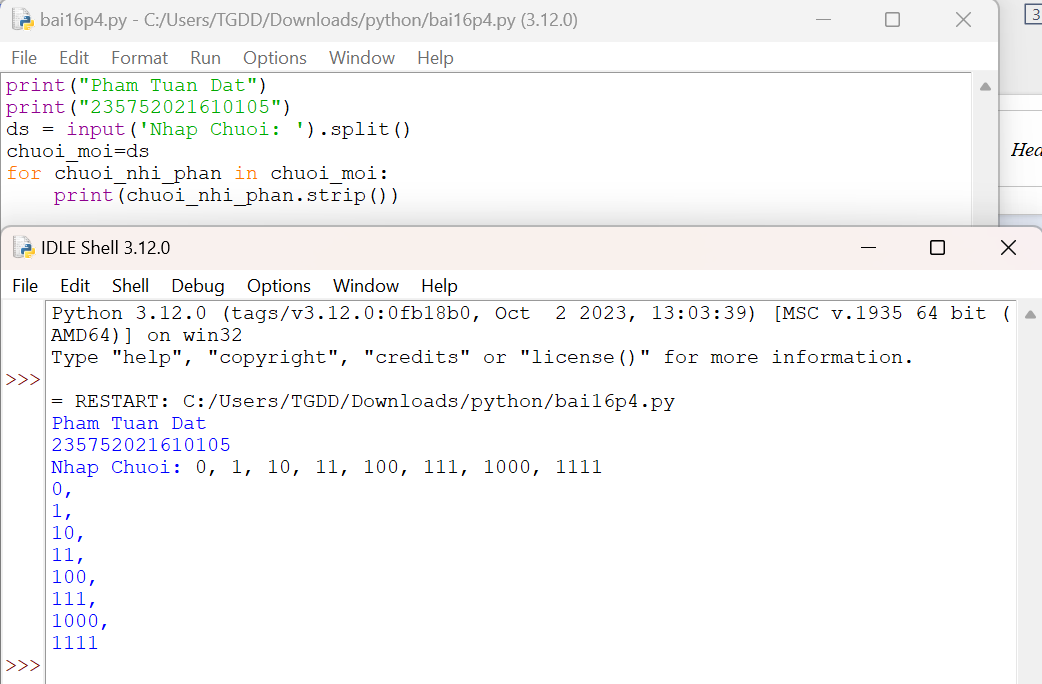 bai16p4.py - C:/Users/TGDD/Downloads/python/bai16p4.py (3.12.0)
File Edit Format Run Options Window Help
print("Pham Tuan Dat")
print("235752021610105")
ds = input('Nhap Chuoi: ').split()
chuoi_moi=ds
for chuoi_nhi_phan in chuoi_moi:
    print(chuoi_nhi_phan.strip())
3
Hea
IDLE Shell 3.12.0
File Edit Shell Debug Options Window Help
Python 3.12.0 (tags/v3.12.0:0fb18b0, Oct  2 2023, 13:03:39) [MSC v.1935 64 bit (
AMD64)] on win32
Type "help", "copyright", "credits" or "license()" for more information.
>>>
= RESTART: C:/Users/TGDD/Downloads/python/bai16p4.py
Pham Tuan Dat
235752021610105
Nhap Chuoi: 0, 1, 10, 11, 100, 111, 1000, 1111
0,
1,
10,
11,
100,
111,
1000,
1111
>>>